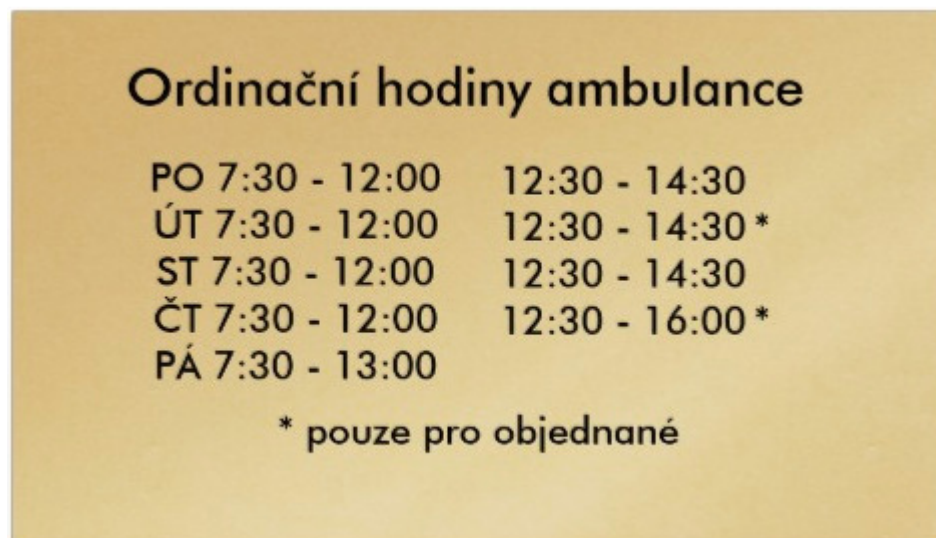 Ordinační hodiny ambulance
PO 7:30 - 12:00 12:30 - 14:30
ÚT 7:30 - 12:00 12:30 - 14:30 *
ST 7:30 - 12:00 12:30 - 14:30
ČT 7:30 - 12:00 12:30 - 16:00 *
PÁ 7:30 - 13:00
* pouze pro objednané